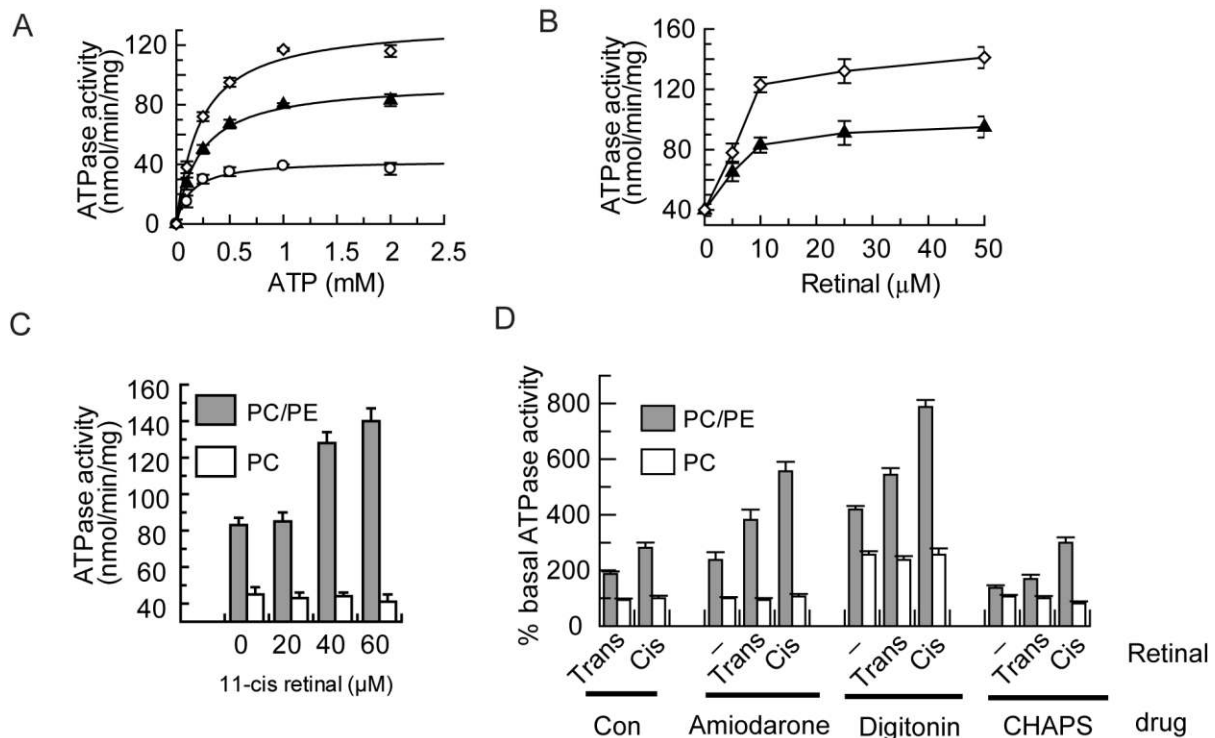 A
ATPase activity
(nmol/min/mg)
120
80
40
0
0 0.5 1 1.5 2 2.5
ATP (mM)
B
ATPase activity
(nmol/min/mg)
160
120
80
40
0 10 20 30 40 50
Retinal (μM)
C
ATPase activity
(nmol/min/mg)
160
140
120
100
80
60
40
PC/PE
PC
0 20 40 60
11-cis retinal (µM)
D
% basal ATPase activity
800
600
400
200
0
PC/PE
PC
Trans Cis – Trans Cis – Trans Cis – Trans Cis Retinal
Con Amiodarone Digitonin CHAPS drug